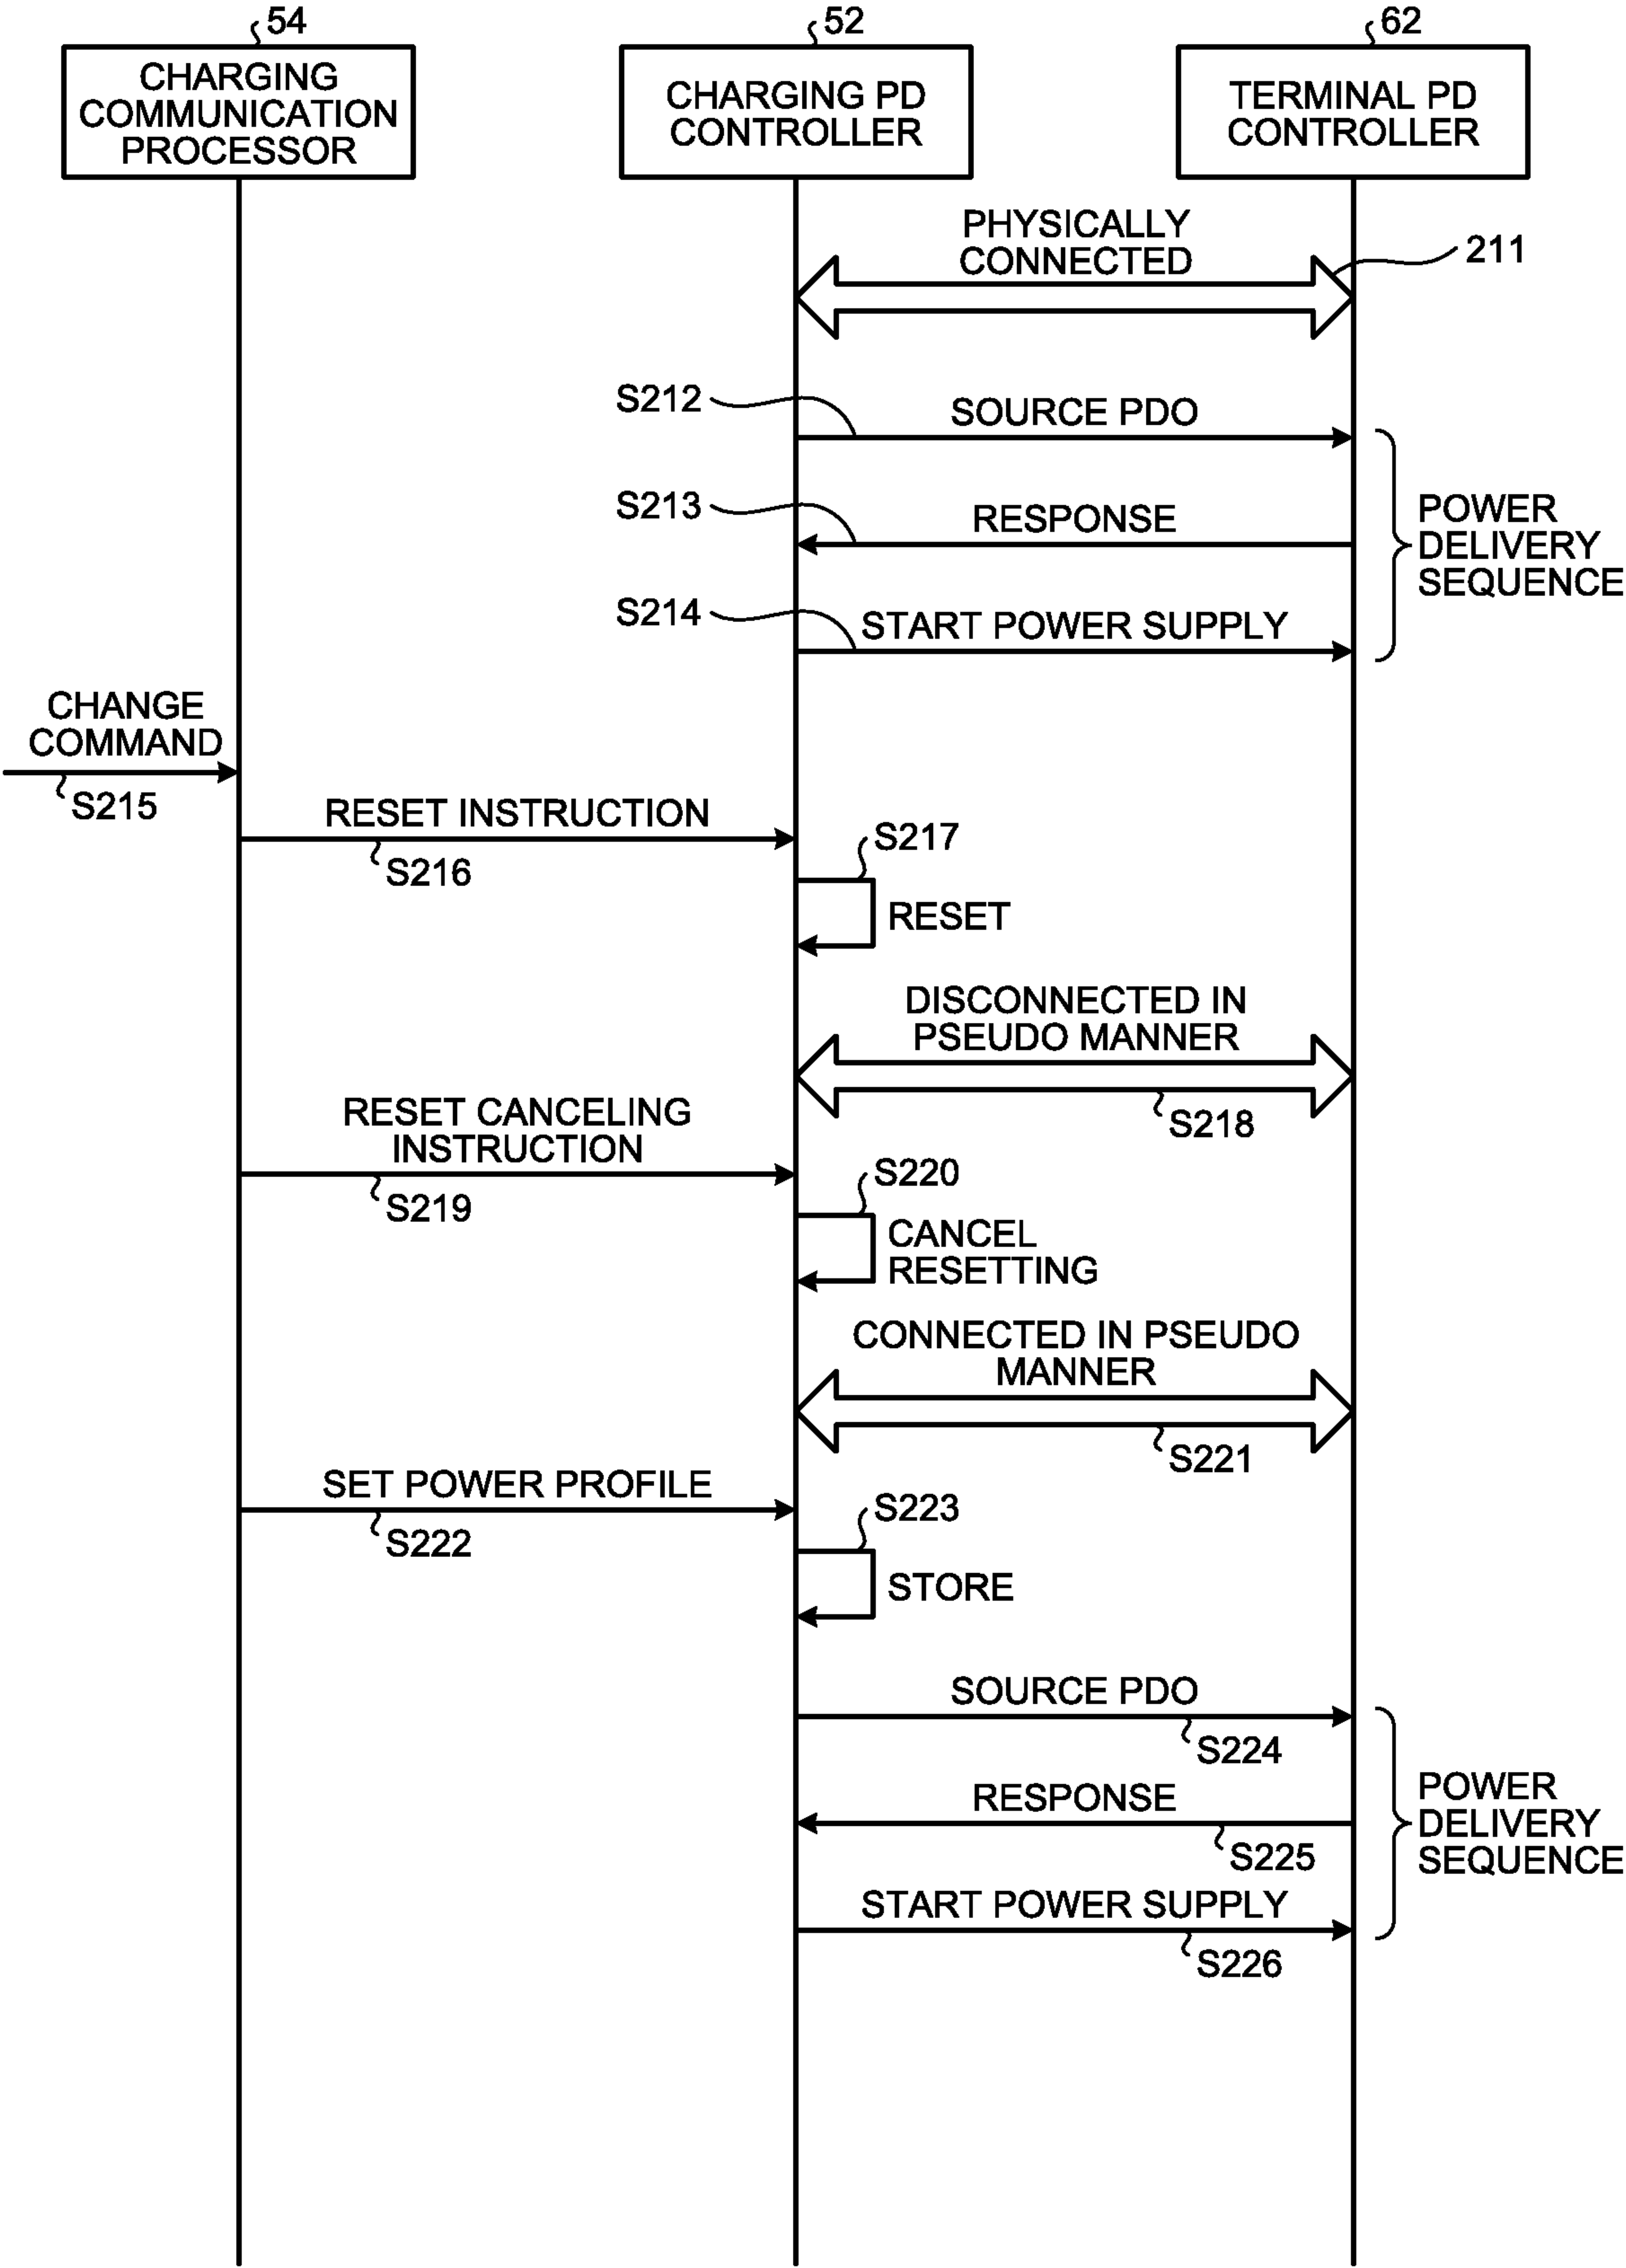 54
CHARGING
COMMUNICATION
PROCESSOR
52
CHARGING PD
CONTROLLER
62
TERMINAL PD
CONTROLLER
PHYSICALLY
CONNECTED
211
S212
SOURCE PDO
S213
RESPONSE
S214
START POWER SUPPLY
POWER
DELIVERY
SEQUENCE
CHANGE
COMMAND
S215
RESET INSTRUCTION
S216
S217
RESET
DISCONNECTED IN
PSEUDO MANNER
S218
RESET CANCELING
INSTRUCTION
S219
S220
CANCEL
RESETTING
CONNECTED IN PSEUDO
MANNER
S221
SET POWER PROFILE
S222
S223
STORE
SOURCE PDO
S224
RESPONSE
S225
START POWER SUPPLY
S226
POWER
DELIVERY
SEQUENCE